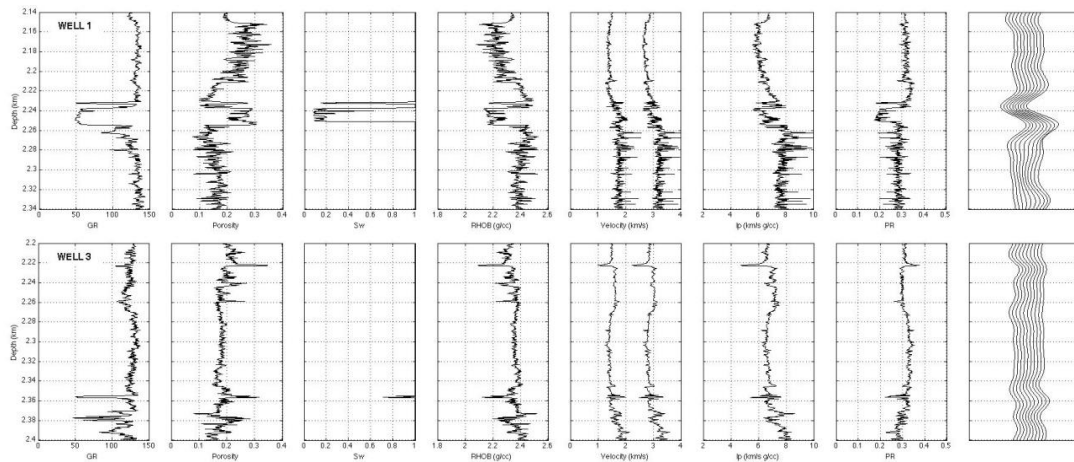 WELL 1
Depth (km)
2.14
2.16
2.18
2.2
2.22
2.24
2.26
2.28
2.3
2.32
2.34
0 50 100 150
GR
0 0.1 0.2 0.3 0.4
Porosity
0 0.2 0.4 0.6 0.8 1
Sw
2 2.2 2.4 2.6
RHOB (g/cc)
0 1 2 3 4
Velocity (km/s)
2 4 6 8 10
Ip (km/s g/cc)
0 0.1 0.2 0.3 0.4 0.5
PR
WELL 3
Depth (km)
2.2
2.22
2.24
2.26
2.28
2.3
2.32
2.34
2.36
2.38
2.4
0 50 100 150
GR
0 0.1 0.2 0.3 0.4
Porosity
0 0.2 0.4 0.6 0.8 1
Sw
2 2.2 2.4 2.6
RHOB (g/cc)
0 1 2 3 4
Velocity (km/s)
2 4 6 8 10
Ip (km/s g/cc)
0 0.1 0.2 0.3 0.4 0.5
PR